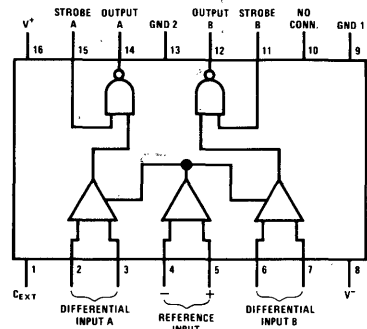 STROBE OUTPUT OUTPUT STROBE NO
V+ A A GND 2 B B CONN. GND 1
16 15 14 13 12 11 10 9
1 2 3 4 5 6 7 8
CEXT − + V−
DIFFERENTIAL REFERENCE DIFFERENTIAL
INPUT A INPUT INPUT B